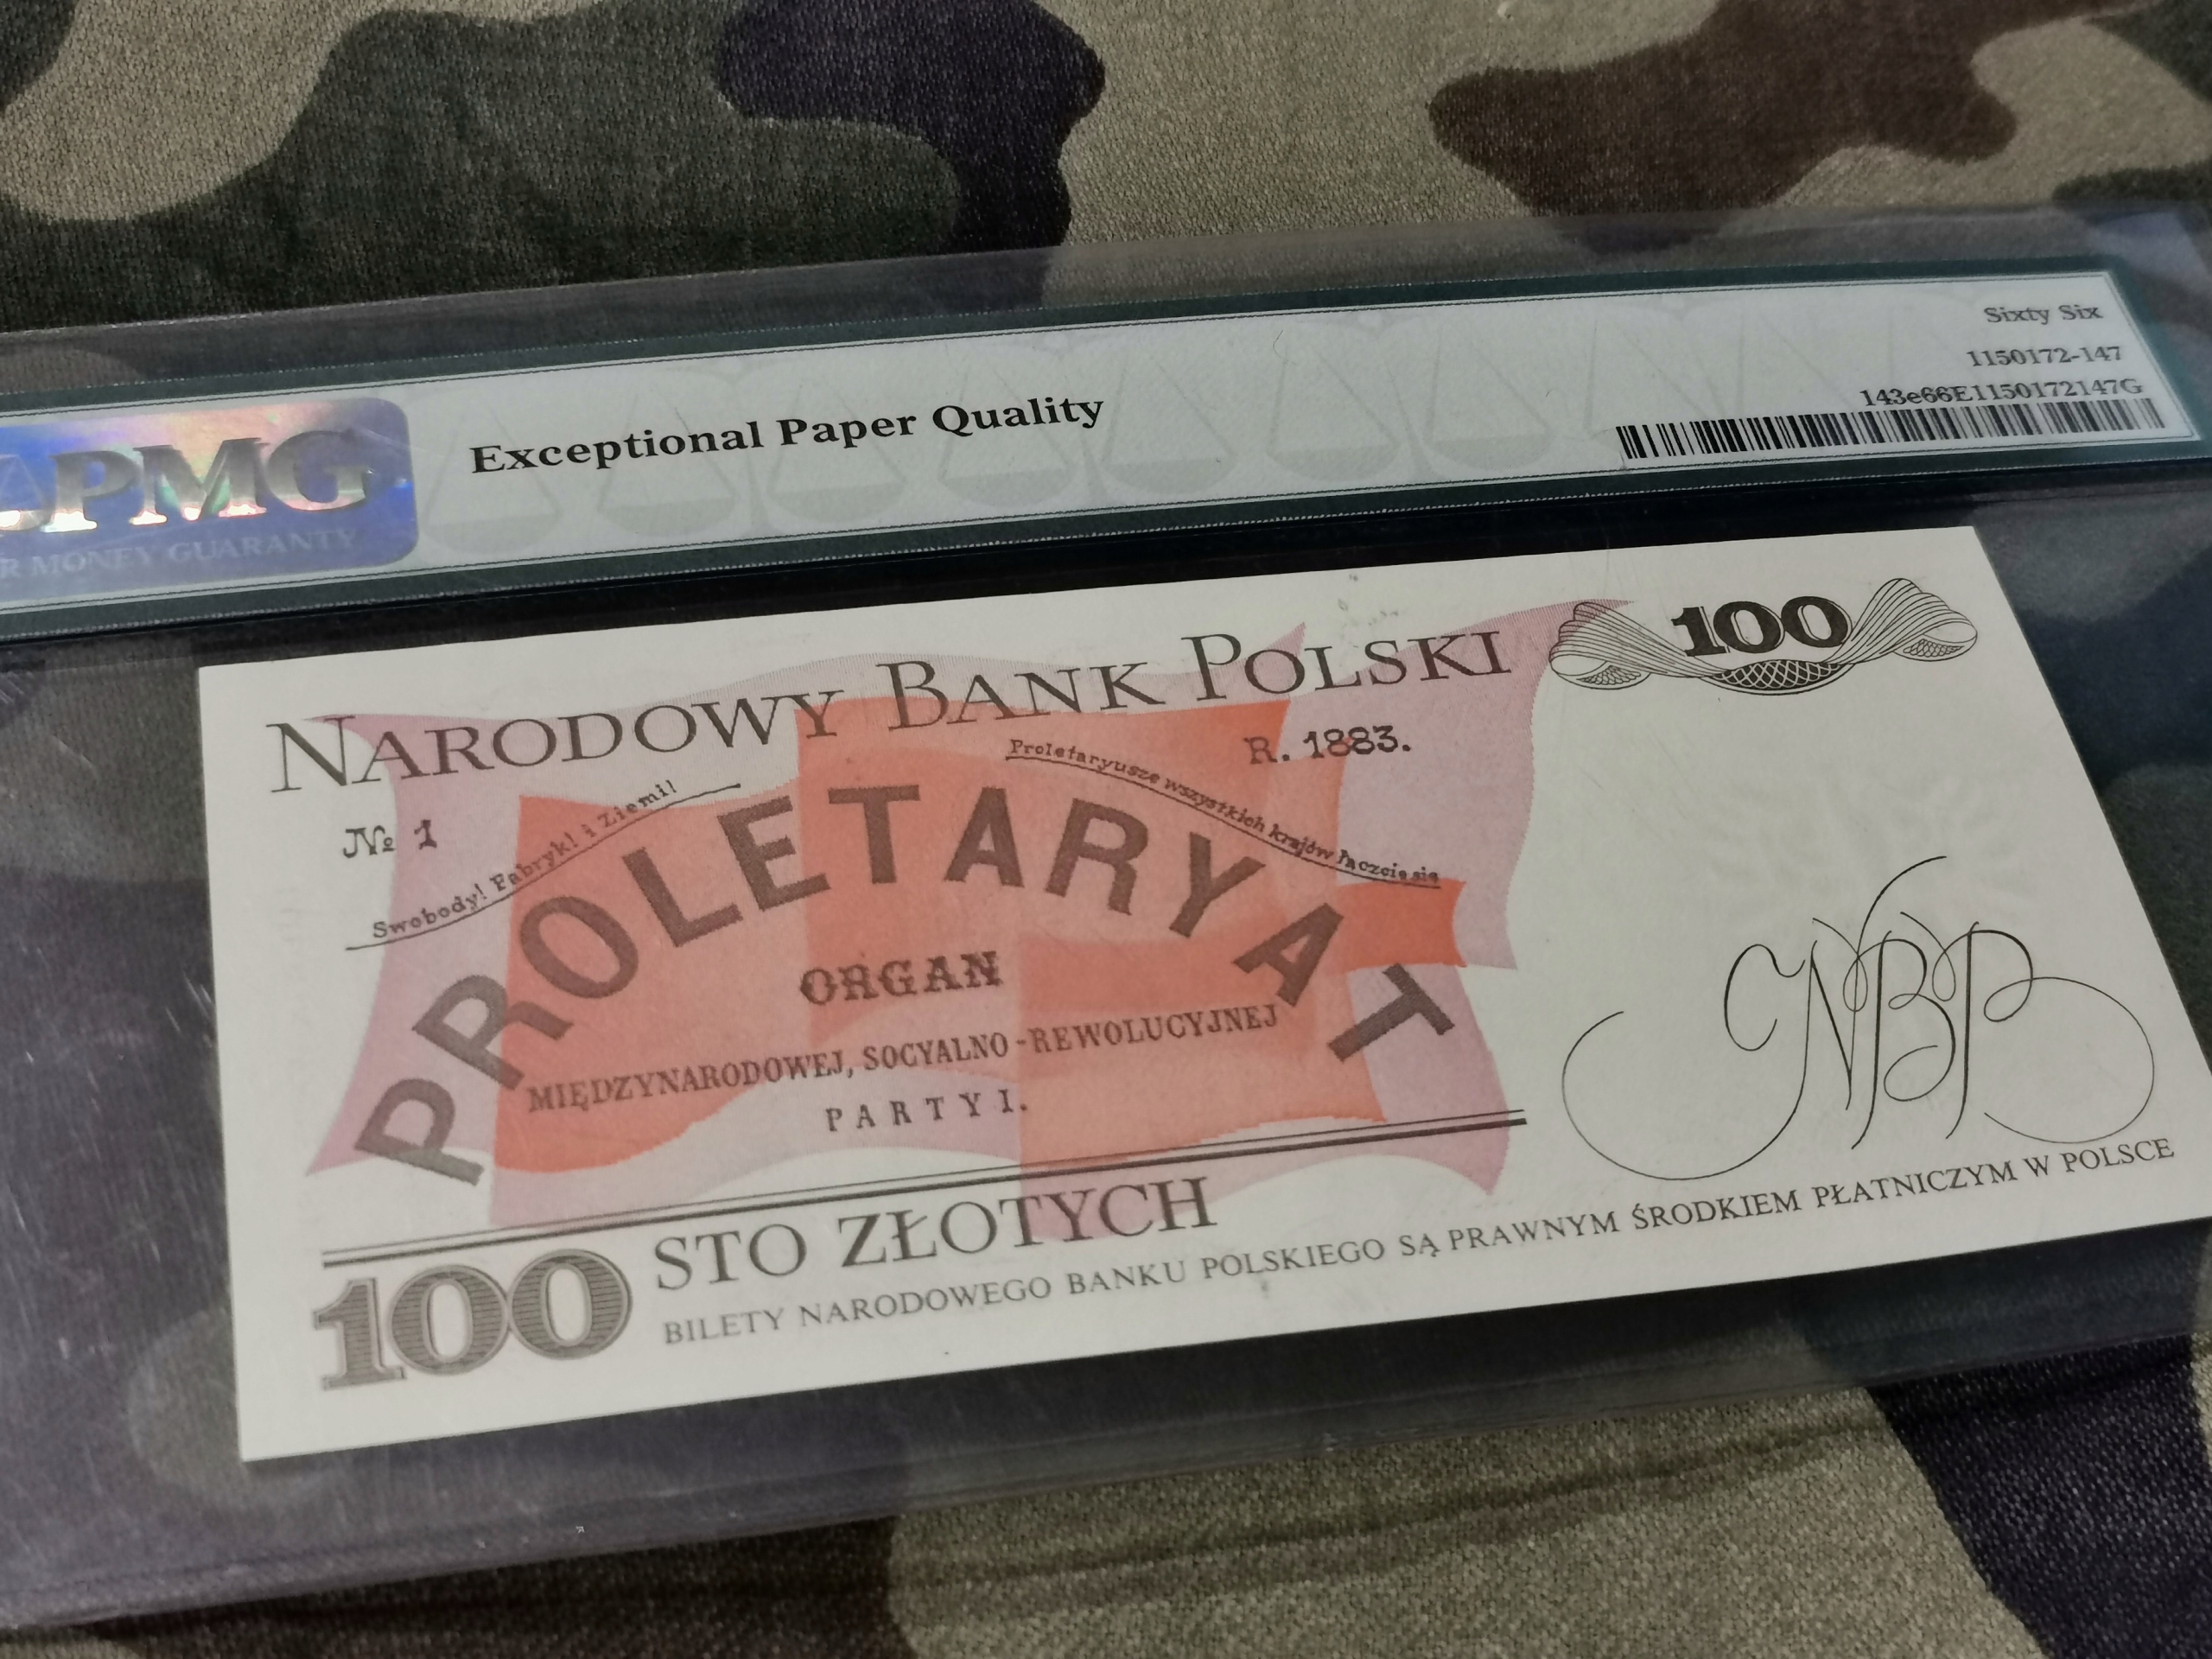 Sixty Six
1150172-147
143e66E1150172147G
PMG
Exceptional Paper Quality
MONEY GUARANTY
NARODOWY BANK POLSKI
100
№ 1
R. 1883.
Swobody! Fabryk! i Ziemi!
Proletaryusze wszystkich krajów łączcie się
PROLETARYAT
ORGAN
MIĘDZYNARODOWEJ, SOCYALNO-REWOLUCYJNEJ
PARTYI.
NBP
100 STO ZŁOTYCH
BILETY NARODOWEGO BANKU POLSKIEGO SĄ PRAWNYM ŚRODKIEM PŁATNICZYM W POLSCE